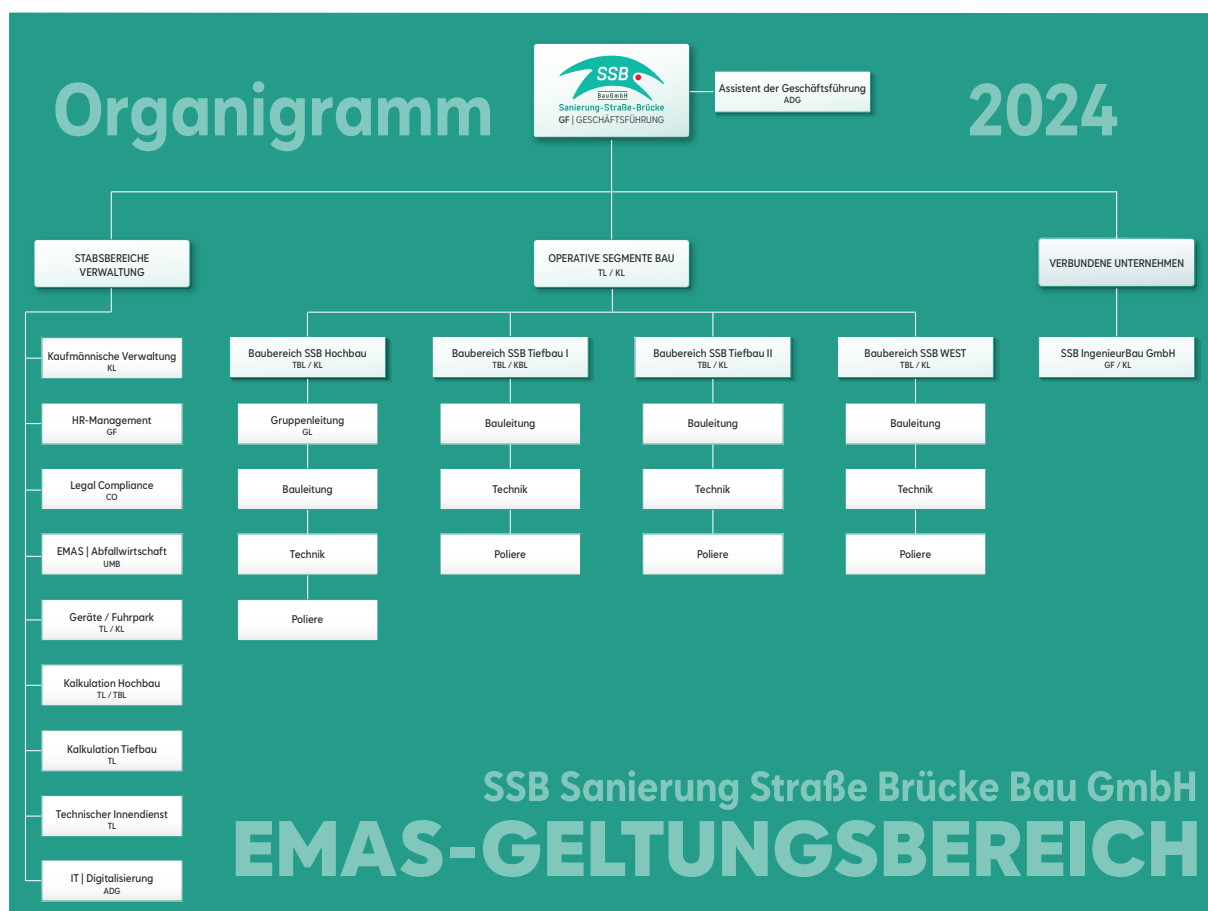 Organigramm
2024
SSB
BauGmbH
Sanierung-Straße-Brücke
GF | GESCHÄFTSFÜHRUNG
Assistent der Geschäftsführung
ADG
STABSBEREICHE
VERWALTUNG
OPERATIVE SEGMENTE BAU
TL / KL
VERBUNDENE UNTERNEHMEN
Kaufmännische Verwaltung
KL
HR-Management
GF
Legal Compliance
CO
EMAS | Abfallwirtschaft
UMB
Geräte / Fuhrpark
TL / KL
Kalkulation Hochbau
TL / TBL
Kalkulation Tiefbau
TL
Technischer Innendienst
TL
IT | Digitalisierung
ADG
Baubereich SSB Hochbau
TBL / KL
Gruppenleitung
GL
Bauleitung
Technik
Poliere
Baubereich SSB Tiefbau I
TBL / KBL
Bauleitung
Technik
Poliere
Baubereich SSB Tiefbau II
TBL / KL
Bauleitung
Technik
Poliere
Baubereich SSB WEST
TBL / KL
Bauleitung
Technik
Poliere
SSB IngenieurBau GmbH
GF / KL
SSB Sanierung Straße Brücke Bau GmbH
EMAS-GELTUNGSBEREICH